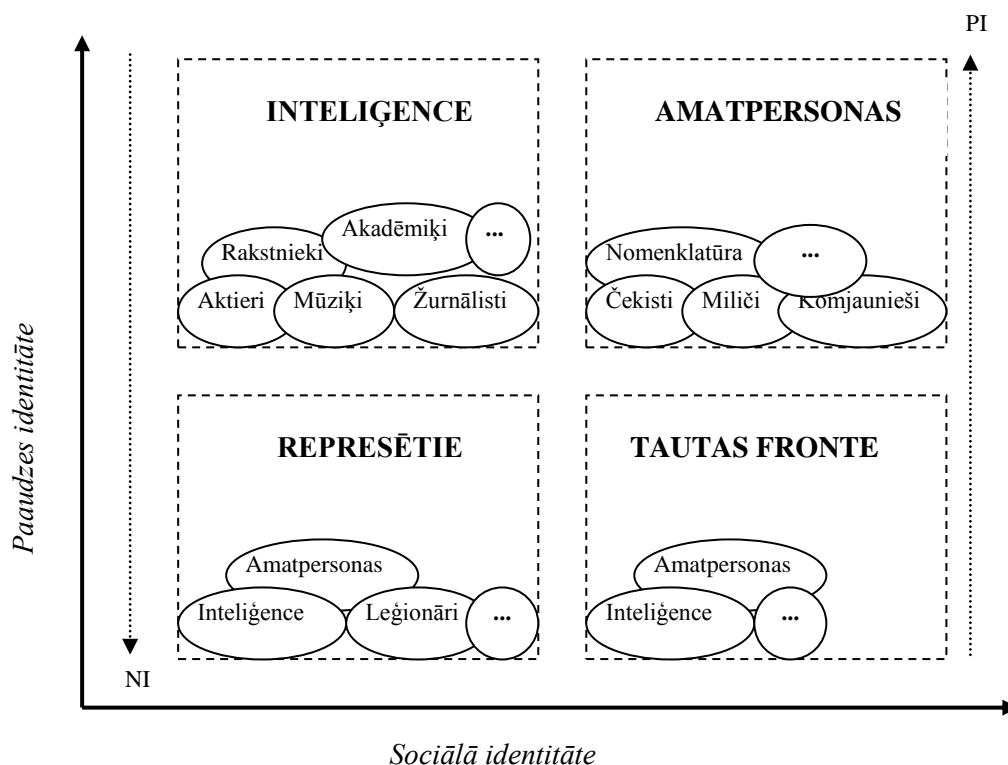 PI
INTELIĢENCE
AMATPERSONAS
Akadēmiķi
...
Rakstnieki
Nomenklatūra
...
Aktieri
Mūziķi
Žurnālisti
Čekisti
Miliči
Komjaunieši
Paaudzes identitāte
REPRESĒTIE
TAUTAS FRONTE
Amatpersonas
Amatpersonas
Inteliģence
Leģionāri
...
Inteliģence
...
NI
Sociālā identitāte